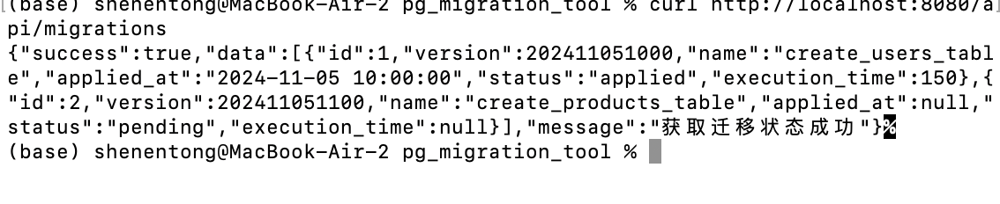 (base) shenentong@MacBook-Air-2 pg_migration_tool % curl http://localhost:8080/a
pi/migrations
{"success":true,"data":[{"id":1,"version":202411051000,"name":"create_users_tabl
e","applied_at":"2024-11-05 10:00:00","status":"applied","execution_time":150},{
"id":2,"version":202411051100,"name":"create_products_table","applied_at":null,"
status":"pending","execution_time":null}],"message":"获取迁移状态成功"}%
(base) shenentong@MacBook-Air-2 pg_migration_tool %